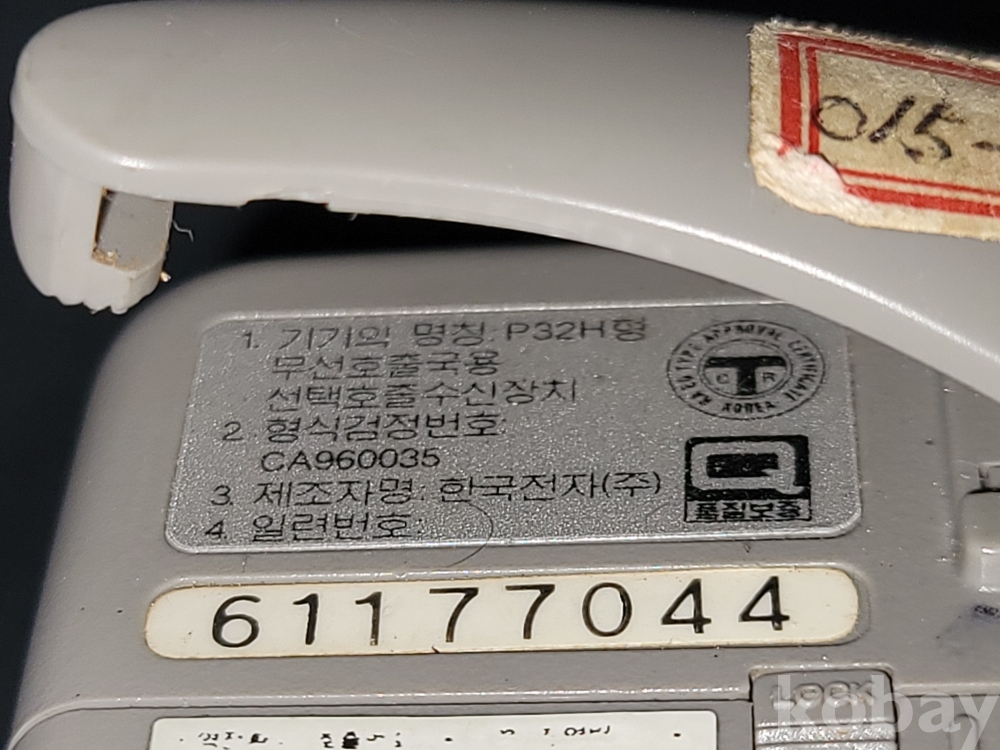 015-
1. 기기의 명칭: P32H형
무선호출국용
선택호출수신장치
2. 형식검정번호:
CA960035
3. 제조자명: 한국전자(주)
4. 일련번호:
TYPE APPROVAL CERTIFICATE
T
C R
KOREA
Q
품질보증
61177044
LOCK
kobay